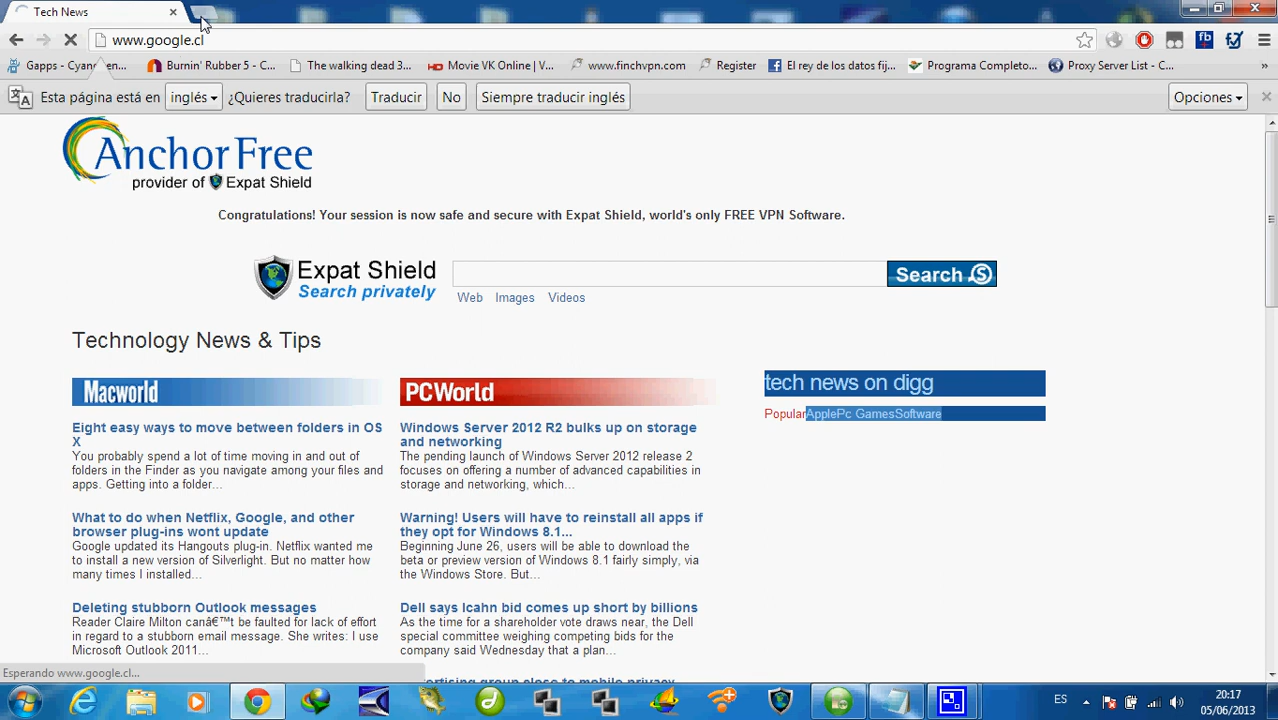 Tech News
www.google.cl
Gapps - Cyan...en...
Burnin' Rubber 5 - C...
The walking dead 3...
Movie VK Online | V...
www.finchvpn.com
Register
El rey de los datos fij...
Programa Completo...
Proxy Server List - C...
»
Esta página está en inglés ¿Quieres traducirla? Traducir No Siempre traducir inglés Opciones
AnchorFree
provider of Expat Shield
Congratulations! Your session is now safe and secure with Expat Shield, world's only FREE VPN Software.
Expat Shield
Search privately
Search S
Web Images Videos
Technology News & Tips
Macworld
Eight easy ways to move between folders in OS
X
You probably spend a lot of time moving in and out of
folders in the Finder as you navigate among your files and
apps. Getting into a folder...
What to do when Netflix, Google, and other
browser plug-ins wont update
Google updated its Hangouts plug-in. Netflix wanted me
to install a new version of Silverlight. But no matter how
many times I installed...
Deleting stubborn Outlook messages
Reader Claire Milton canâ€™t be faulted for lack of effort
in regard to a stubborn email message. She writes: I use
Microsoft Outlook 2011...
PCWorld
Windows Server 2012 R2 bulks up on storage
and networking
The pending launch of Windows Server 2012 release 2
focuses on offering a number of advanced capabilities in
storage and networking, which...
Warning! Users will have to reinstall all apps if
they opt for Windows 8.1...
Beginning June 26, users will be able to download the
beta or preview version of Windows 8.1 fairly simply, via
the Windows Store. But...
Dell says Icahn bid comes up short by billions
As the time for a shareholder vote draws near, the Dell
special committee weighing competing bids for the
company said Wednesday that a plan...
group close to mobile privacy
tech news on digg
PopularApplePc GamesSoftware
Esperando www.google.cl...
ES
20:17
05/06/2013